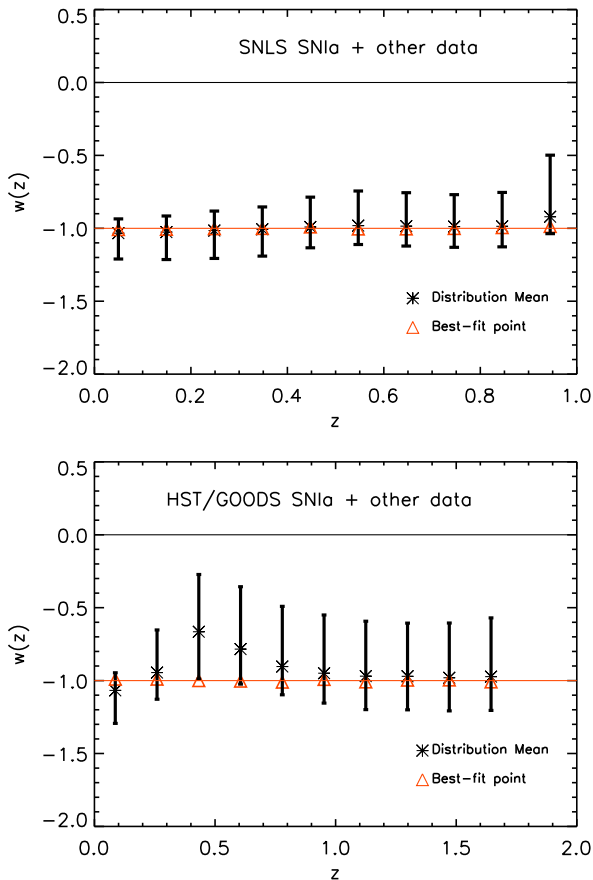 SNLS SNIa + other data
0.5
0.0
−0.5
−1.0
−1.5
−2.0
w(z)
Distribution Mean
Best−fit point
0.0 0.2 0.4 0.6 0.8 1.0
z
HST/GOODS SNIa + other data
0.5
0.0
−0.5
−1.0
−1.5
−2.0
w(z)
Distribution Mean
Best−fit point
0.0 0.5 1.0 1.5 2.0
z